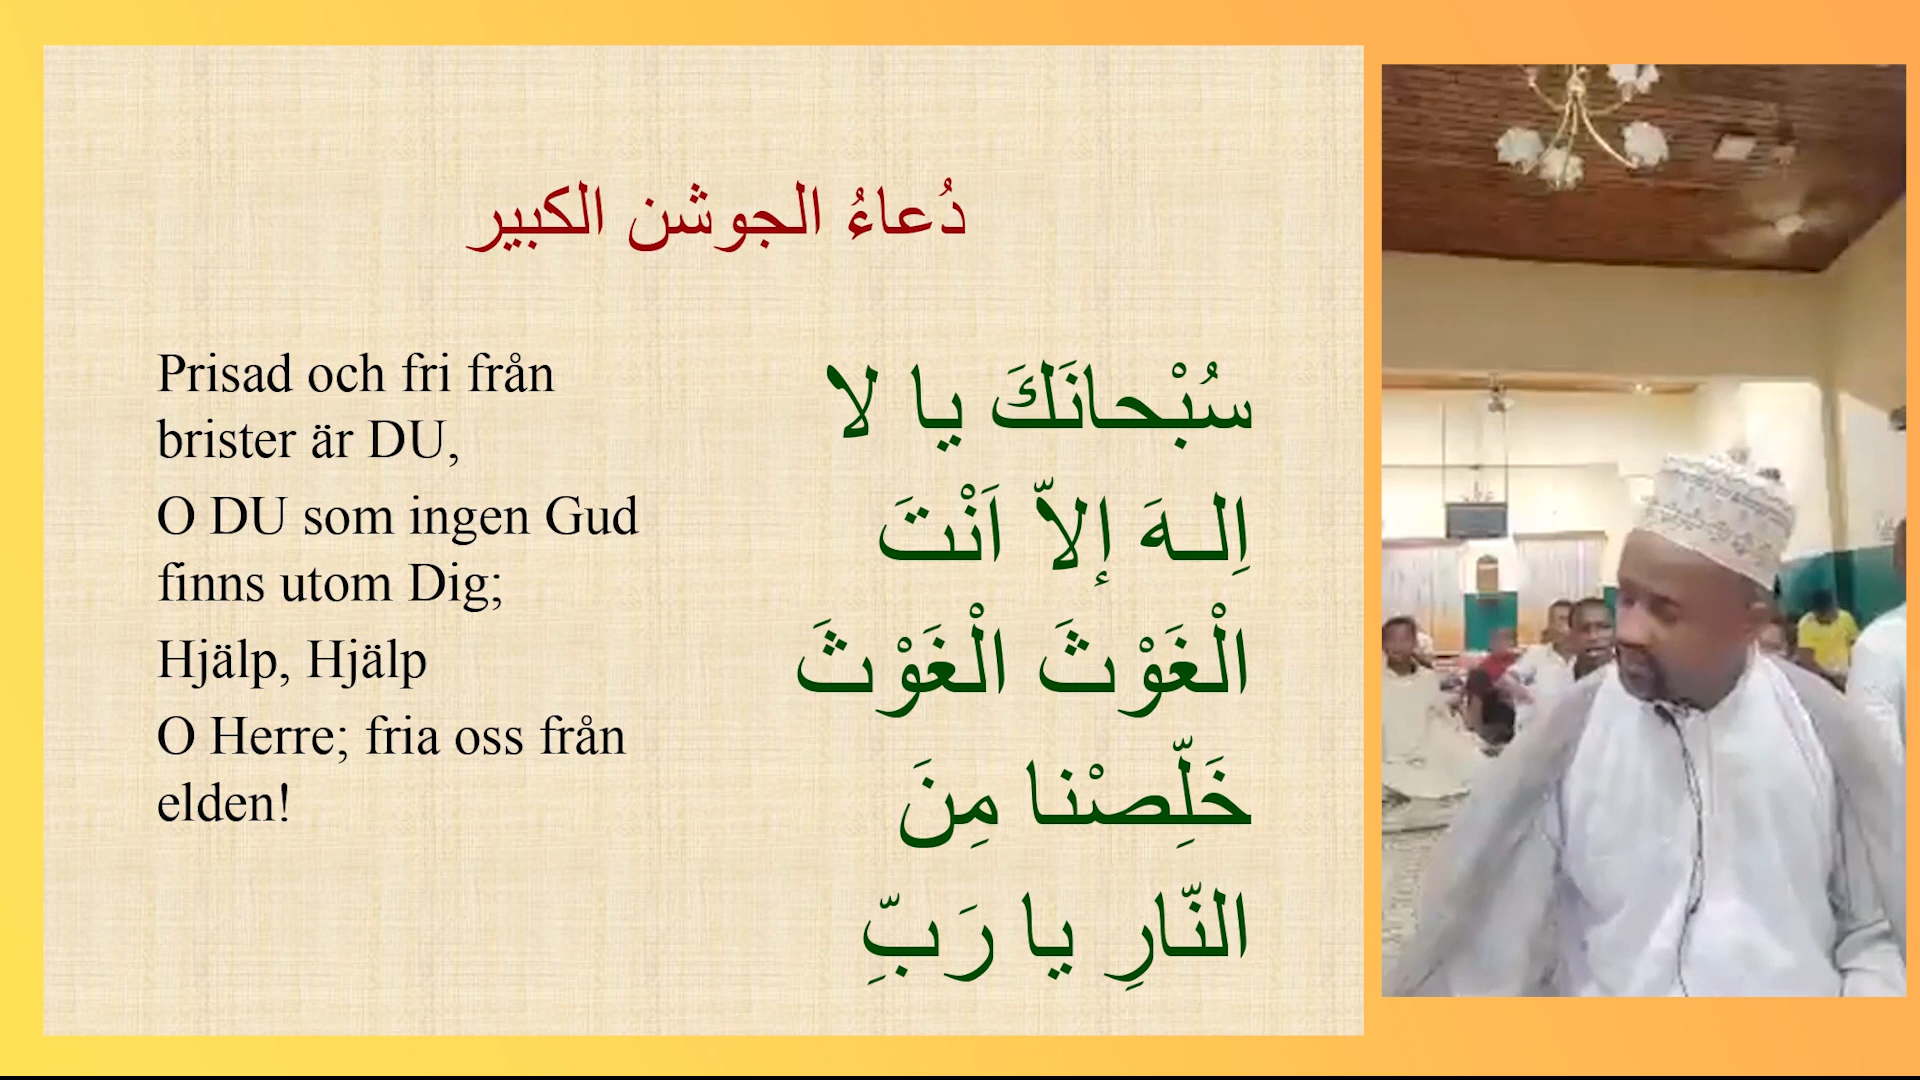 دُعاءُ الجوشن الكبير
Prisad och fri från
brister är DU,
O DU som ingen Gud
finns utom Dig;
Hjälp, Hjälp
O Herre; fria oss från
elden!
سُبْحانَكَ يا لا
اِلـهَ إلاّ اَنْتَ
الْغَوْثَ الْغَوْثَ
خَلِّصْنا مِنَ
النّارِ يا رَبِّ